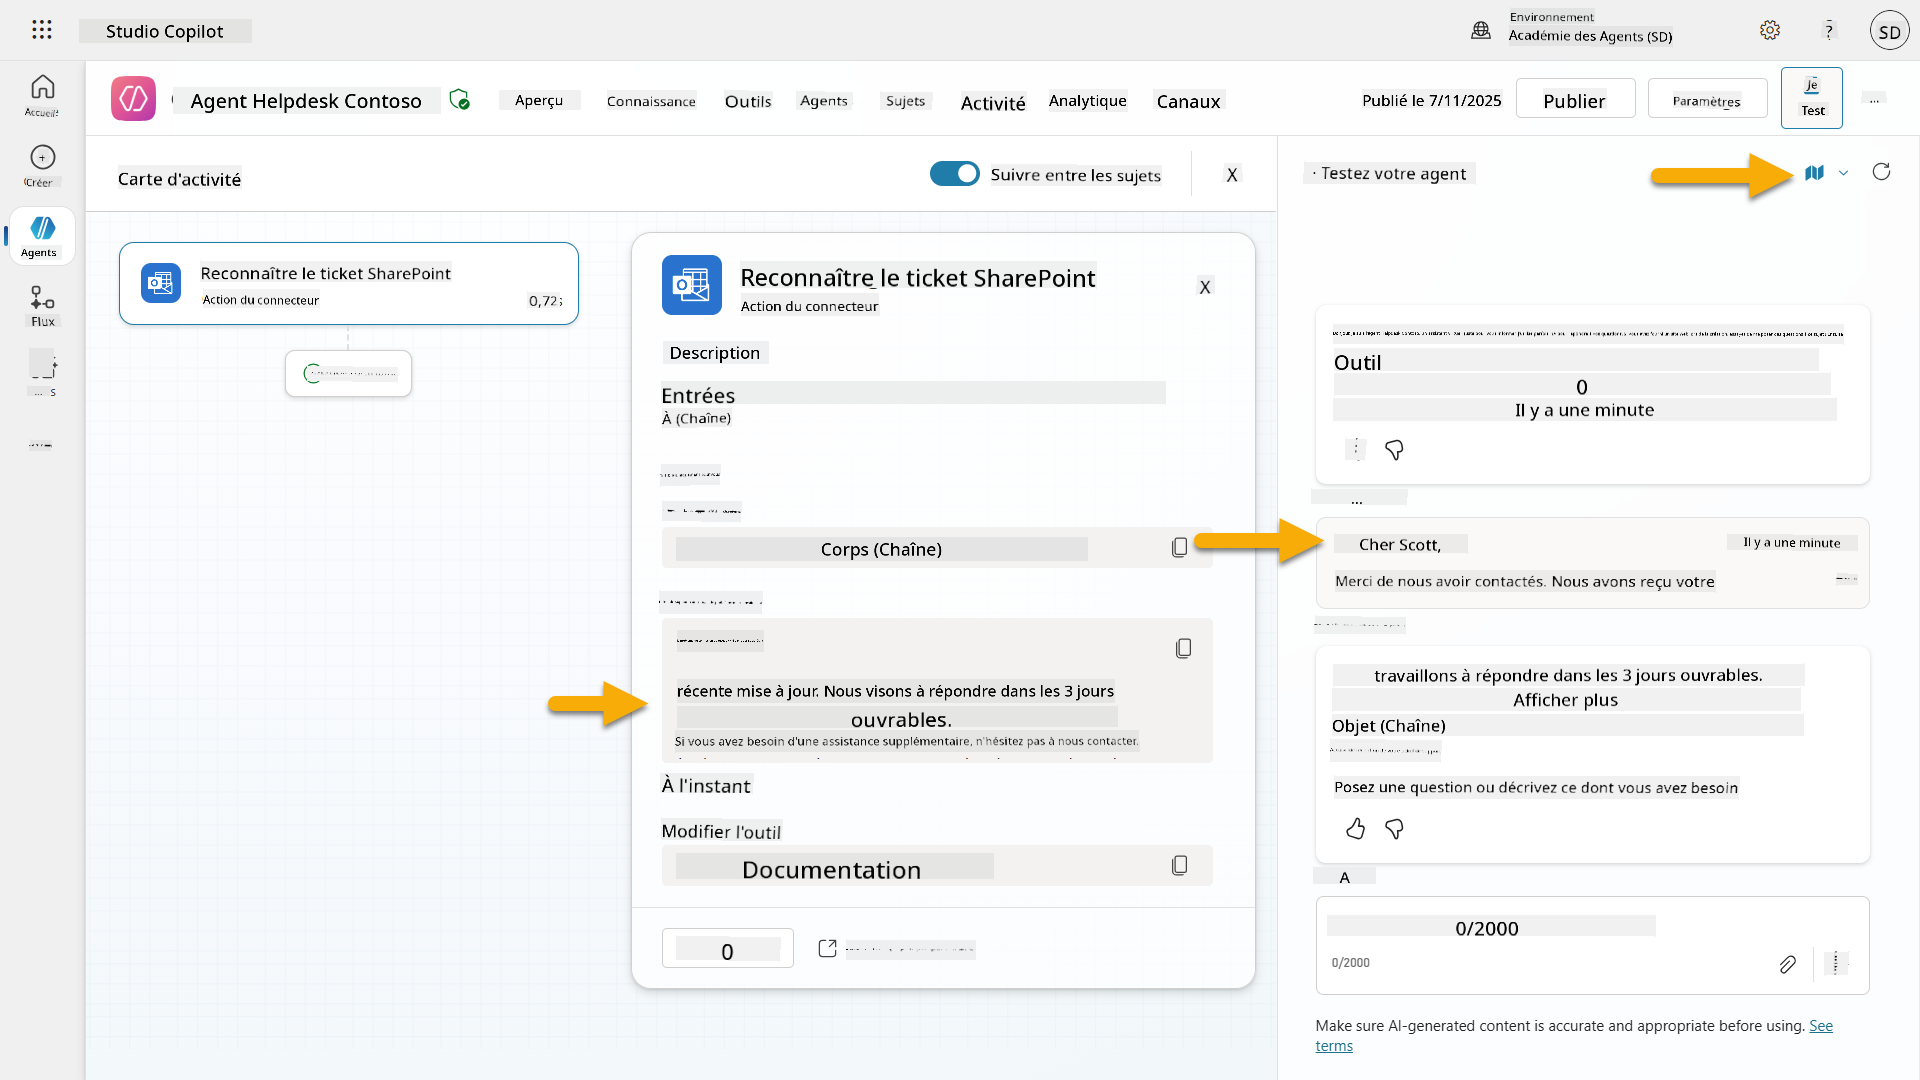 Studio Copilot
Environnement
Académie des Agents (SD)
?
SD
Accueil
Créer
Agents
Flux
... s
Agent Helpdesk Contoso
Aperçu
Connaissance
Outils
Agents
Sujets
Activité
Analytique
Canaux
Publié le 7/11/2025
Publier
Paramètres
Je
Test
...
Carte d'activité
Suivre entre les sujets
X
Reconnaître le ticket SharePoint
Action du connecteur
0,72s
Reconnaître le ticket SharePoint
Action du connecteur
X
Description
Entrées
À (Chaîne)
Corps (Chaîne)
récente mise à jour. Nous visons à répondre dans les 3 jours
ouvrables.
Si vous avez besoin d'une assistance supplémentaire, n'hésitez pas à nous contacter.
À l'instant
Modifier l'outil
Documentation
0
· Testez votre agent
Outil
0
Il y a une minute
...
Cher Scott,
Il y a une minute
Merci de nous avoir contactés. Nous avons reçu votre
travaillons à répondre dans les 3 jours ouvrables.
Afficher plus
Objet (Chaîne)
Posez une question ou décrivez ce dont vous avez besoin
A
0/2000
0/2000
Make sure AI-generated content is accurate and appropriate before using. See
terms